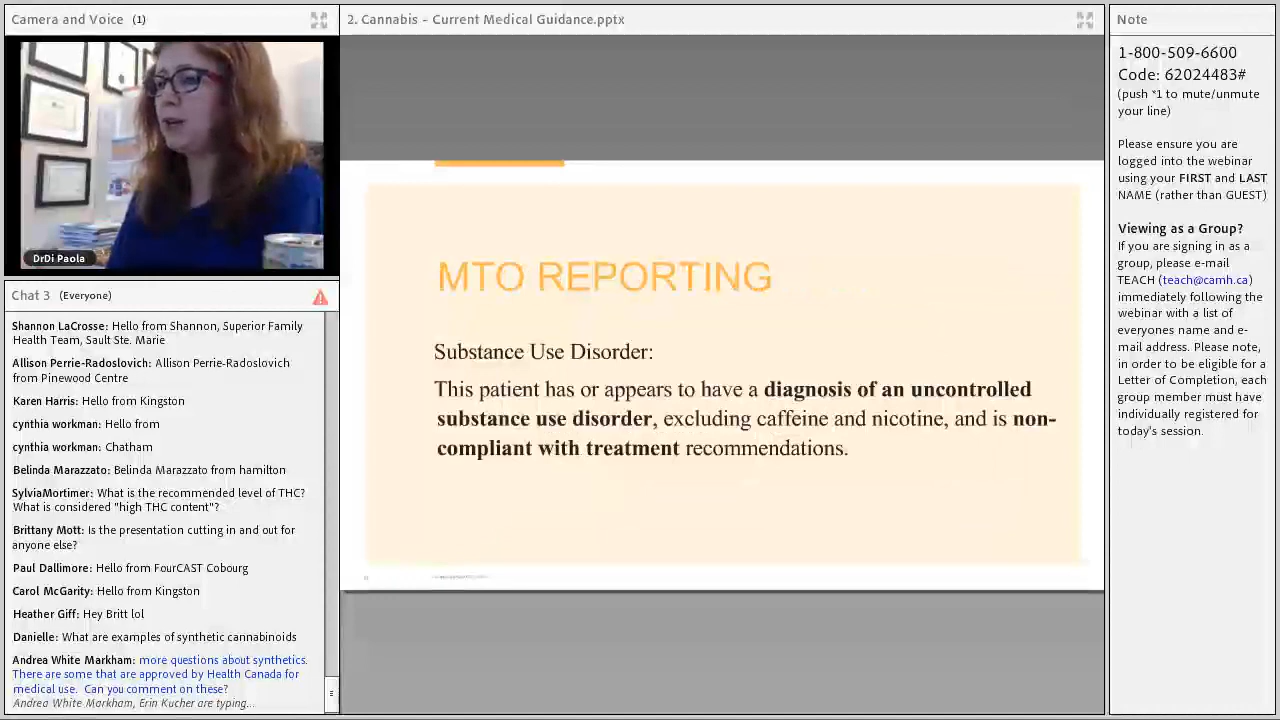 Camera and Voice (1)
DrDi Paola
Chat 3 (Everyone)
Shannon LaCrosse: Hello from Shannon, Superior Family
Health Team, Sault Ste. Marie
Allison Perrie-Radoslovich: Allison Perrie-Radoslovich
from Pinewood Centre
Karen Harris: Hello from Kingston
cynthia workman: Hello from
cynthia workman: Chatham
Belinda Marazzato: Belinda Marazzato from hamilton
SylviaMortimer: What is the recommended level of THC?
What is considered "high THC content"?
Brittany Mott: Is the presentation cutting in and out for
anyone else?
Paul Dallimore: Hello from FourCAST Cobourg
Carol McGarity: Hello from Kingston
Heather Giff: Hey Britt lol
Danielle: What are examples of synthetic cannabinoids
Andrea White Markham: more questions about synthetics.
There are some that are approved by Health Canada for
medical use. Can you comment on these?
Andrea White Markham, Erin Kucher are typing...
2. Cannabis - Current Medical Guidance.pptx
MTO REPORTING
Substance Use Disorder:
This patient has or appears to have a diagnosis of an uncontrolled
substance use disorder, excluding caffeine and nicotine, and is non-
compliant with treatment recommendations.
Note
1-800-509-6600
Code: 62024483#
(push *1 to mute/unmute
your line)
Please ensure you are
logged into the webinar
using your FIRST and LAST
NAME (rather than GUEST)
Viewing as a Group?
If you are signing in as a
group, please e-mail
TEACH (teach@camh.ca)
immediately following the
webinar with a list of
everyones name and e-
mail address. Please note,
in order to be eligible for a
Letter of Completion, each
group member must have
individually registered for
today's session.